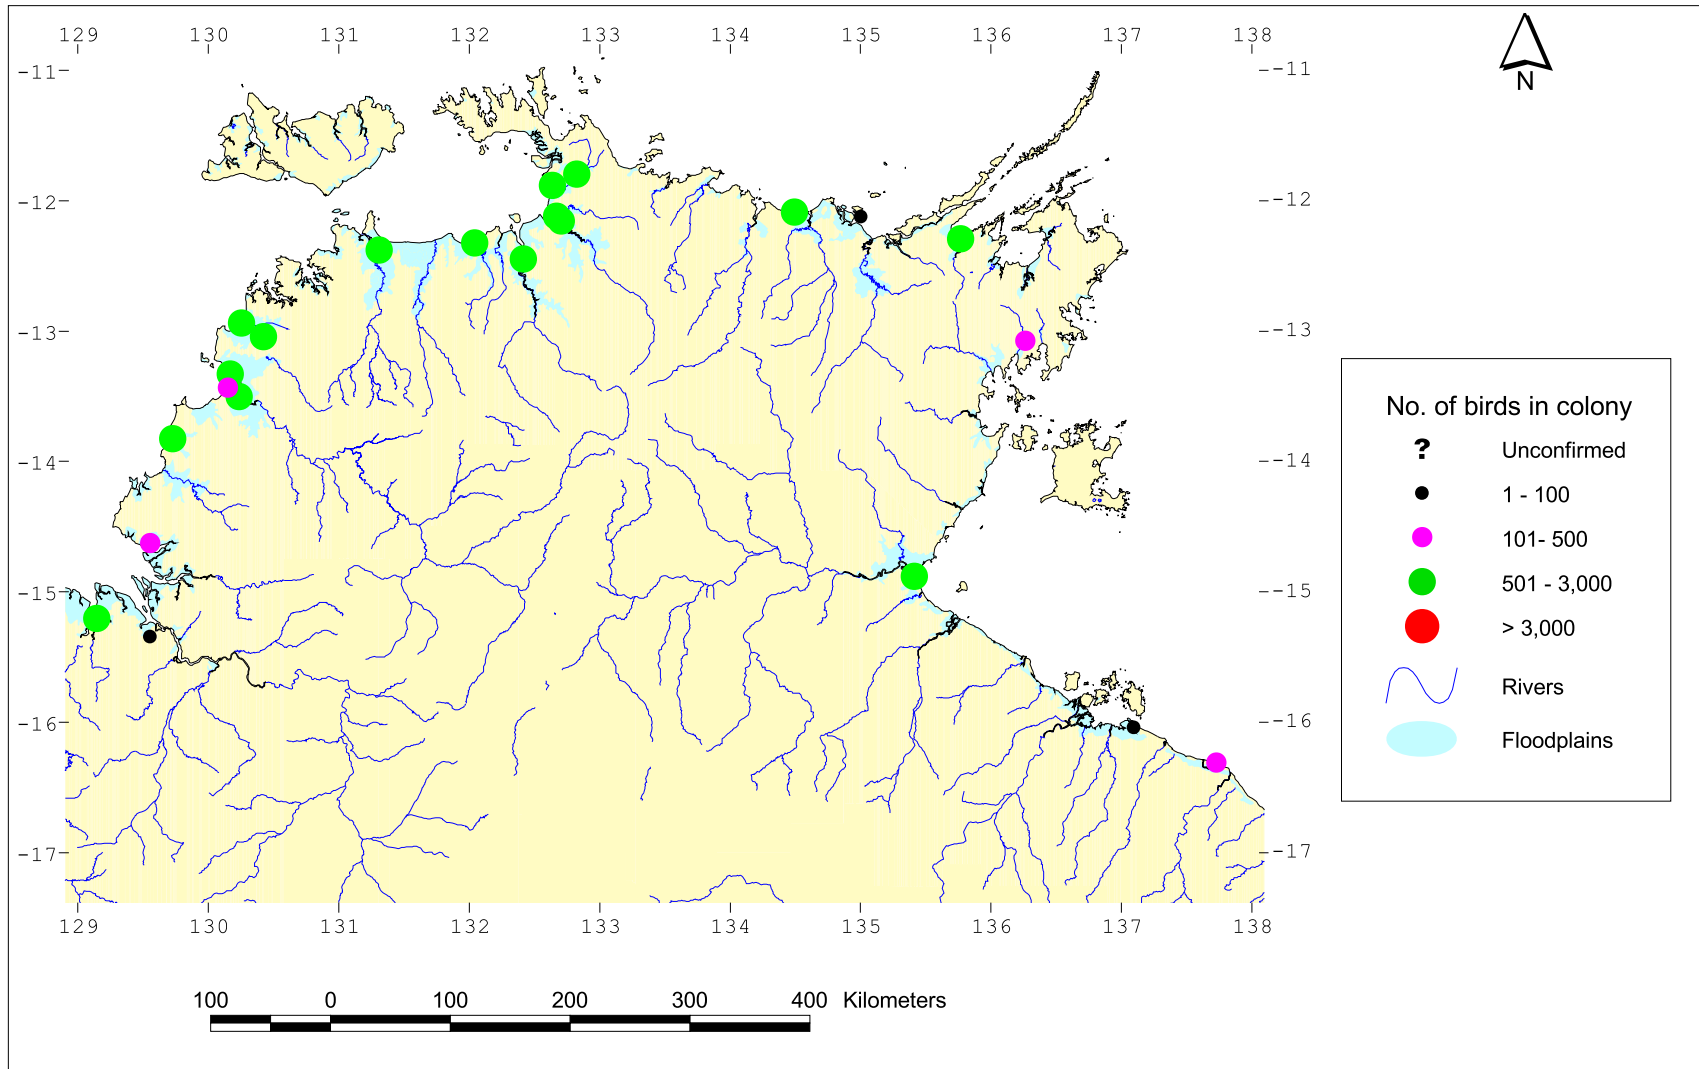 129 130 131 132 133 134 135 136 137 138
N
-11 -11
-12 -12
-13 -13
-14 -14
-15 -15
-16 -16
-17 -17
129 130 131 132 133 134 135 136 137 138
No. of birds in colony
? Unconfirmed
1 - 100
101- 500
501 - 3,000
> 3,000
Rivers
Floodplains
100 0 100 200 300 400 Kilometers